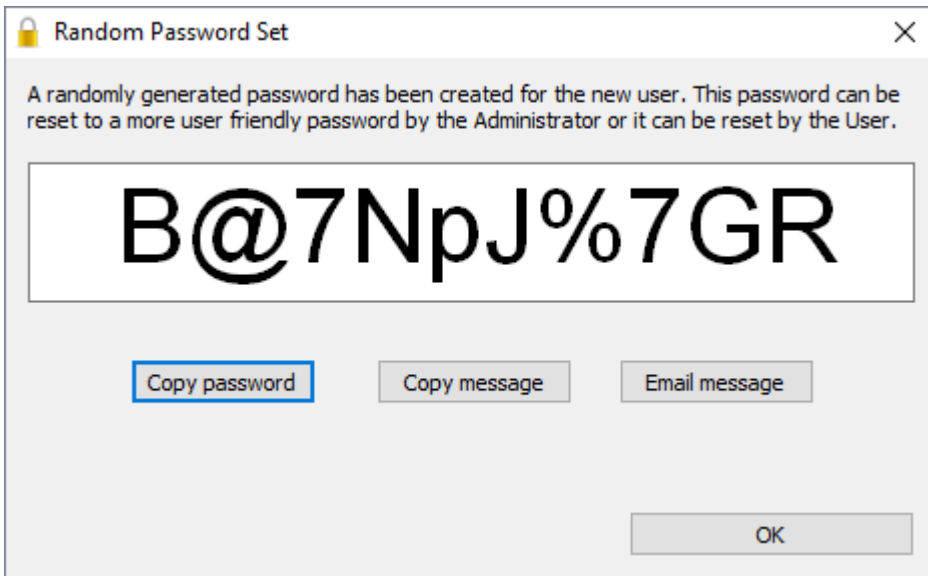 Random Password Set
A randomly generated password has been created for the new user. This password can be
reset to a more user friendly password by the Administrator or it can be reset by the User.
B@7NpJ%7GR
Copy password
Copy message
Email message
OK